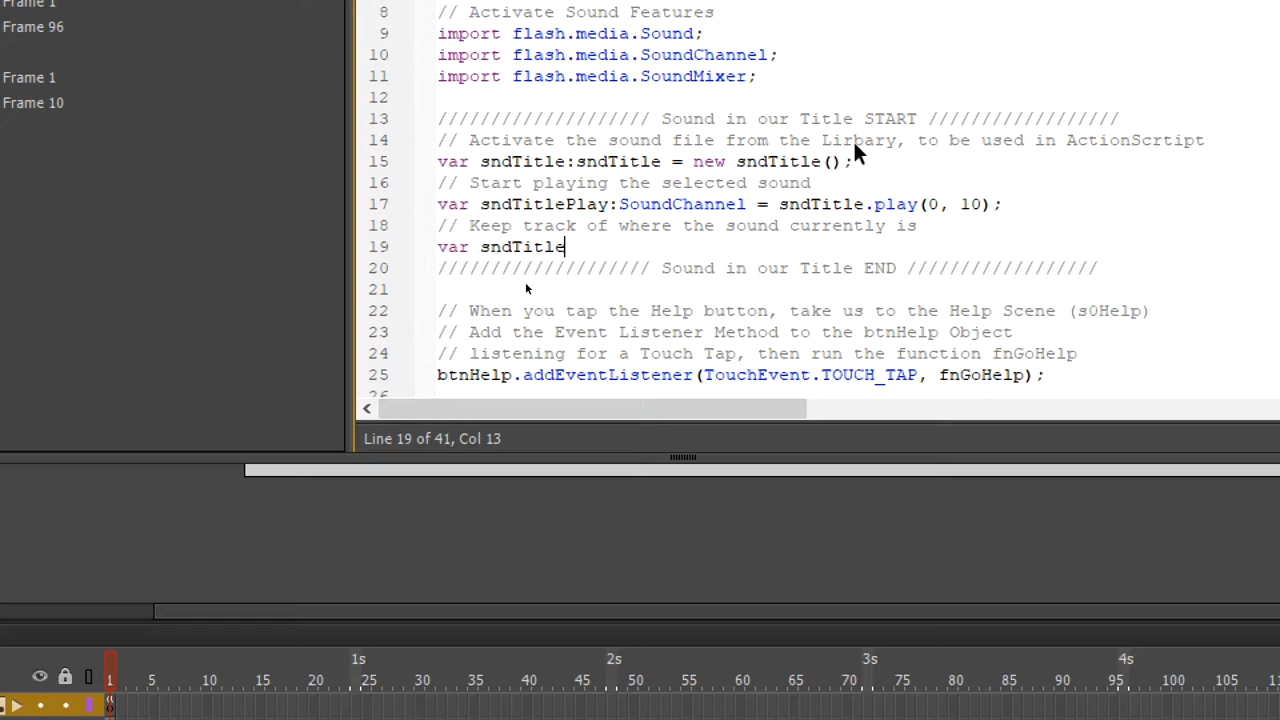 Frame 1
Frame 96
Frame 1
Frame 10
8 // Activate Sound Features
9 import flash.media.Sound;
10 import flash.media.SoundChannel;
11 import flash.media.SoundMixer;
12
13 //////////////////// Sound in our Title START //////////////////
14 // Activate the sound file from the Lirbary, to be used in ActionScrtipt
15 var sndTitle:sndTitle = new sndTitle();
16 // Start playing the selected sound
17 var sndTitlePlay:SoundChannel = sndTitle.play(0, 10);
18 // Keep track of where the sound currently is
19 var sndTitle
20 //////////////////// Sound in our Title END //////////////////
21
22 // When you tap the Help button, take us to the Help Scene (s0Help)
23 // Add the Event Listener Method to the btnHelp Object
24 // listening for a Touch Tap, then run the function fnGoHelp
25 btnHelp.addEventListener(TouchEvent.TOUCH_TAP, fnGoHelp);
26
Line 19 of 41, Col 13
1s 2s 3s 4s
1 5 10 15 20 25 30 35 40 45 50 55 60 65 70 75 80 85 90 95 100 105